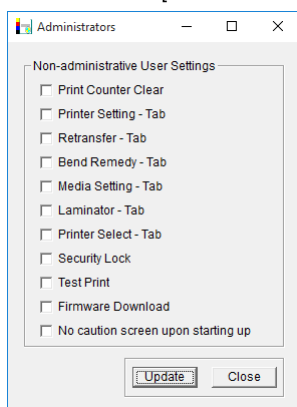 Administrators
Non-administrative User Settings
Print Counter Clear
Printer Setting - Tab
Retransfer - Tab
Bend Remedy - Tab
Media Setting - Tab
Laminator - Tab
Printer Select - Tab
Security Lock
Test Print
Firmware Download
No caution screen upon starting up
Update Close